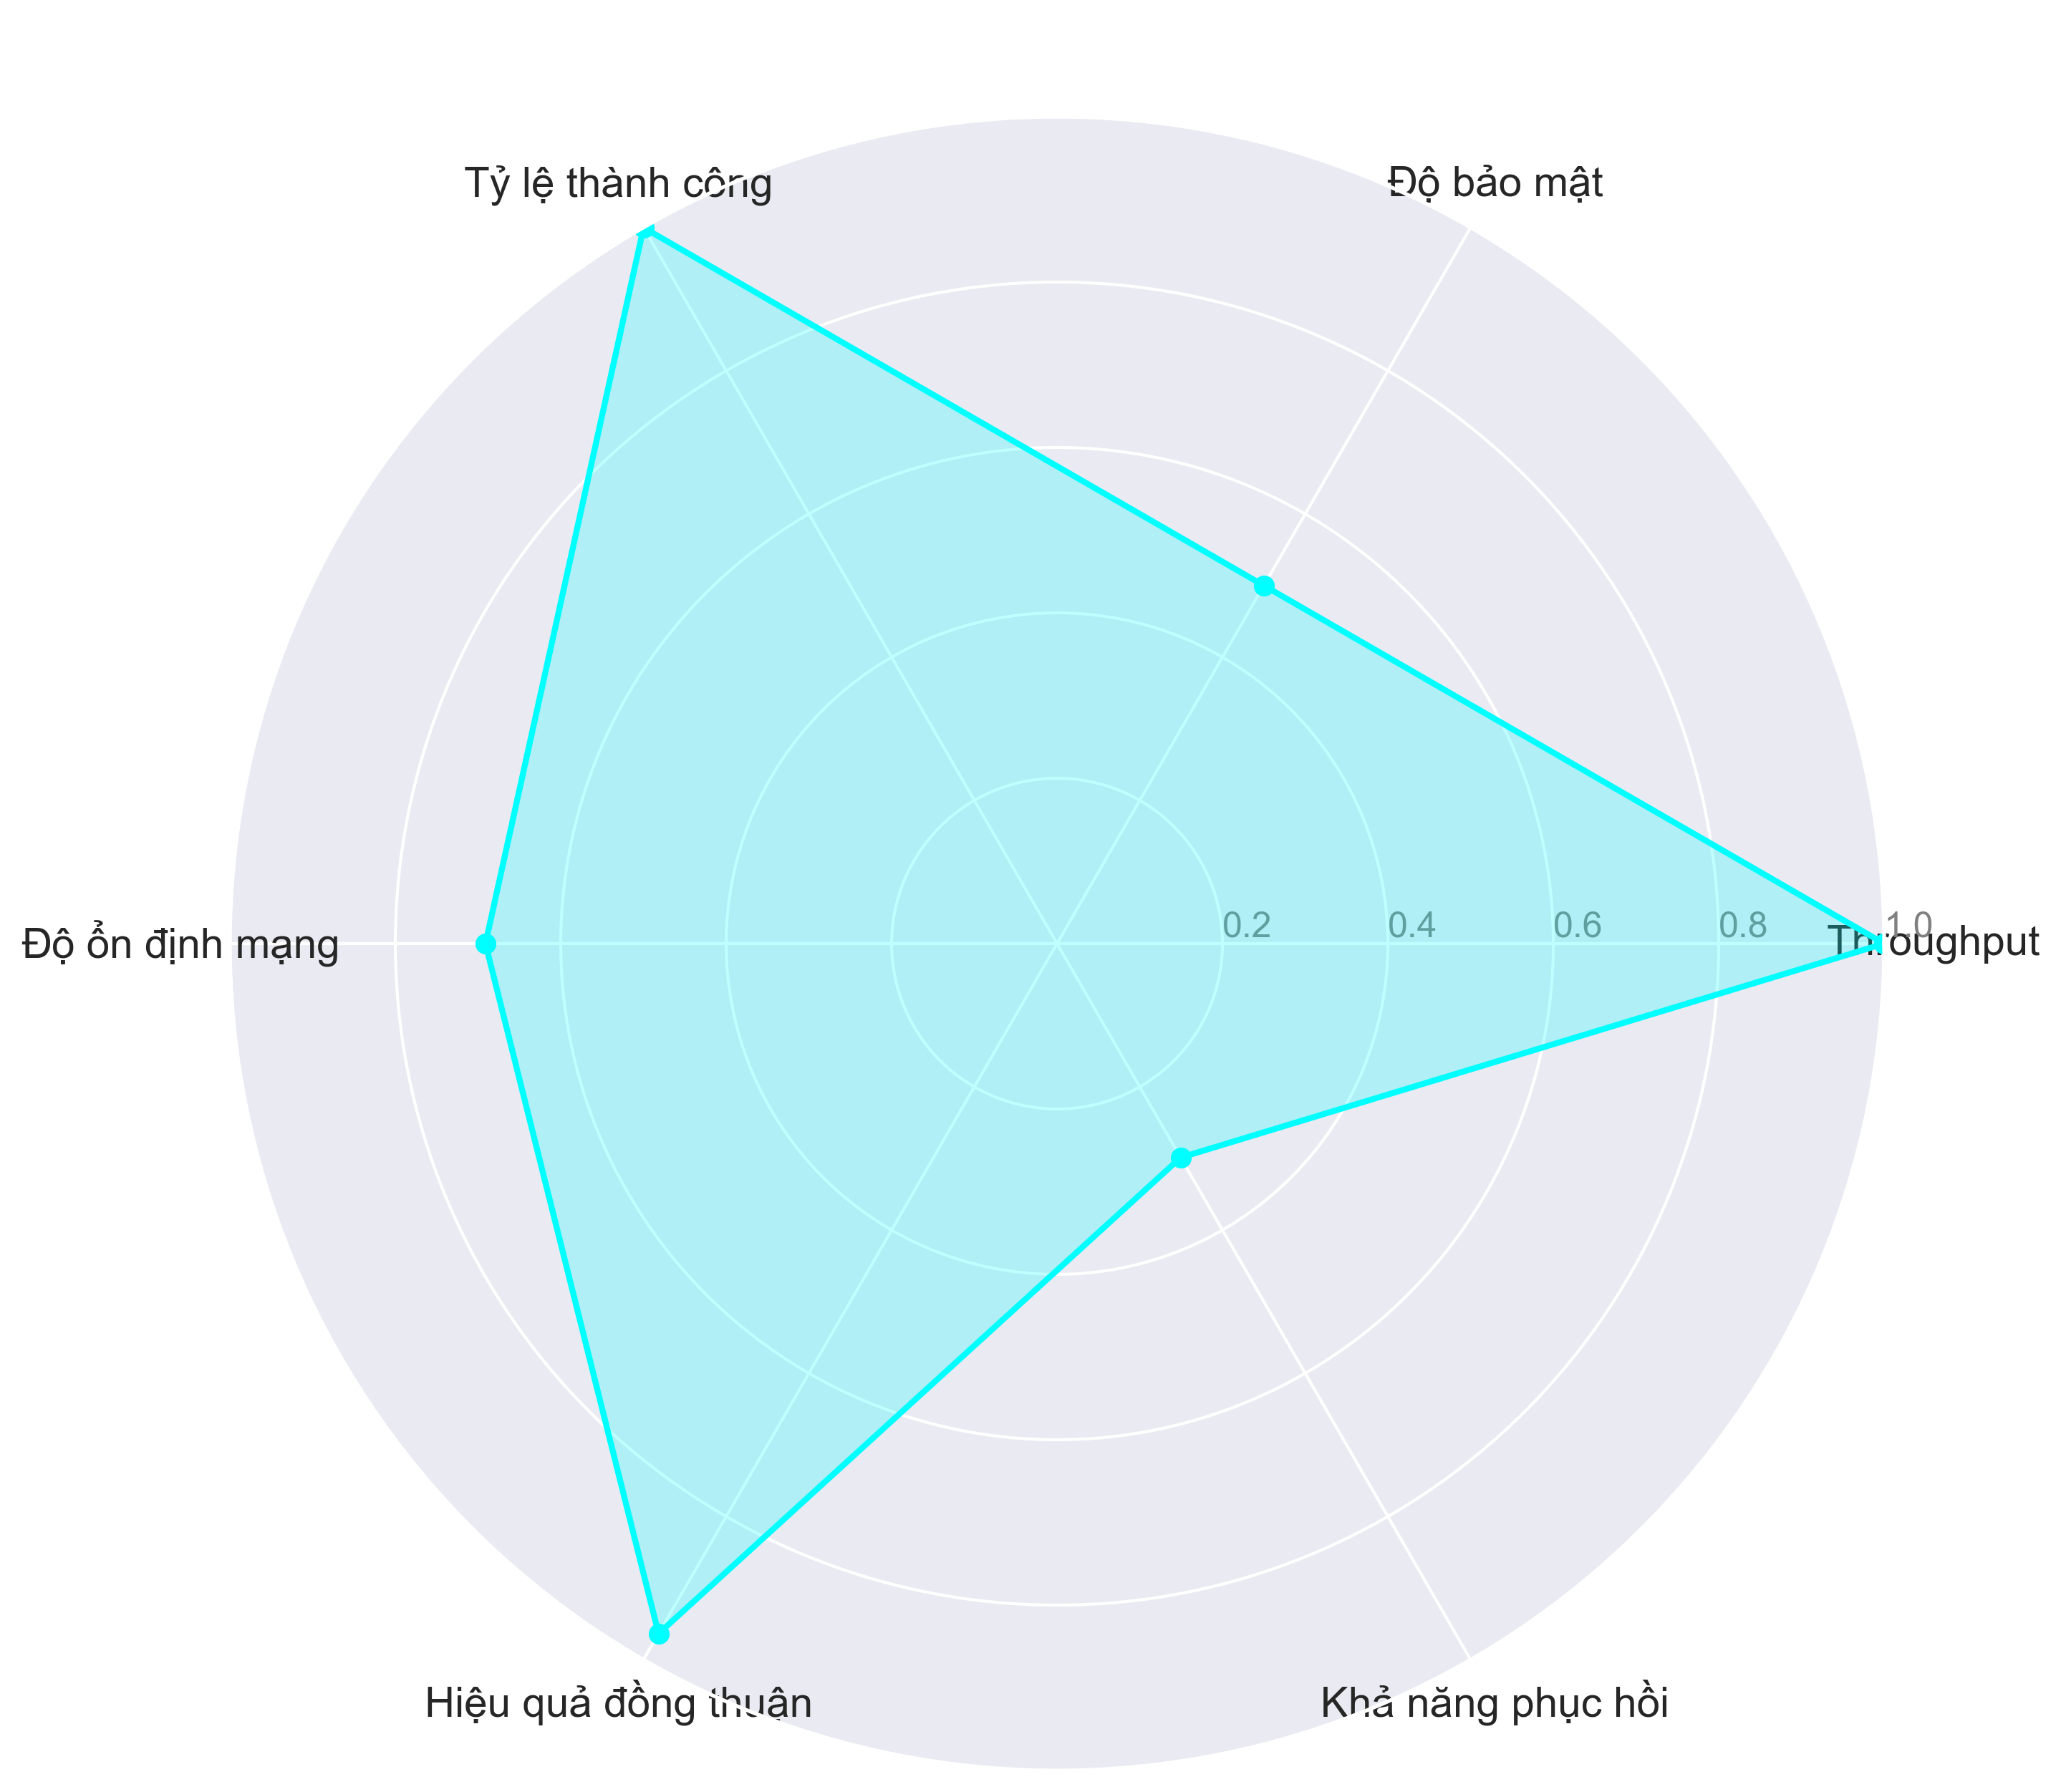 Tỷ lệ thành công
Độ bảo mật
0.2
0.4
0.6
0.8
1.0
Độ ổn định mạng
Throughput
Hiệu quả đồng thuận
Khả năng phục hồi